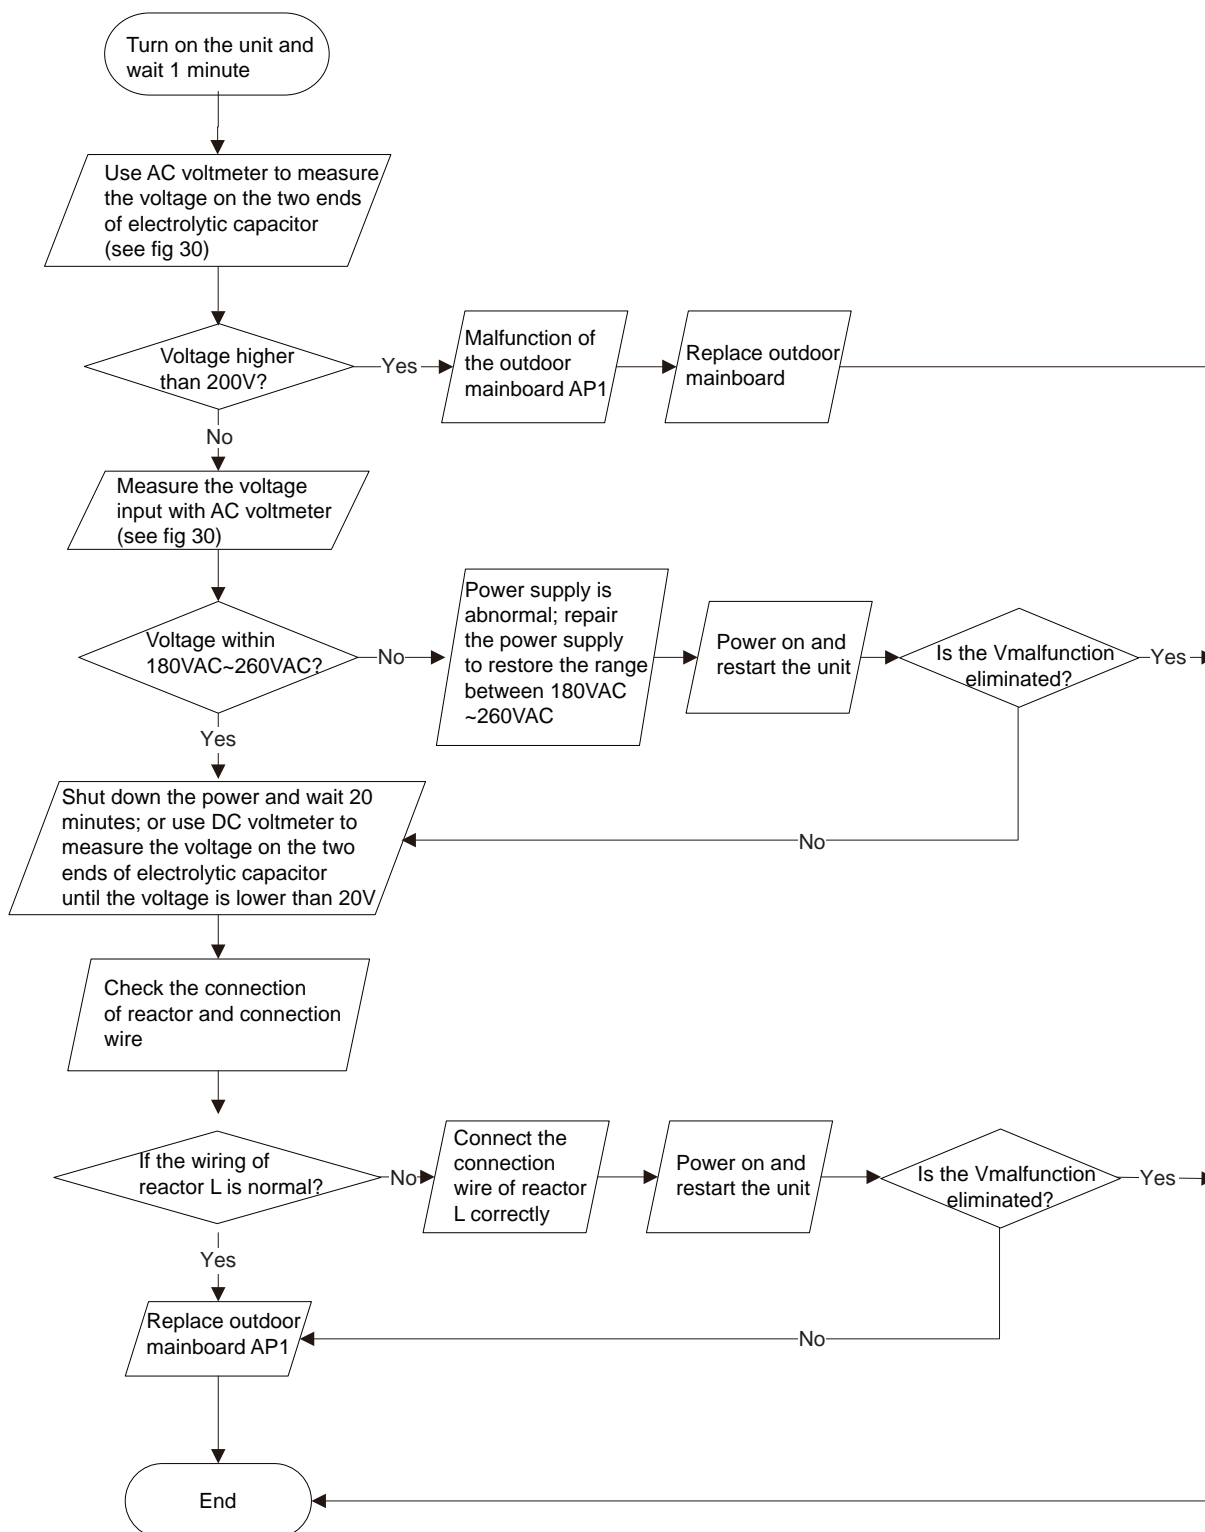 Turn on the unit and
wait 1 minute
Use AC voltmeter to measure
the voltage on the two ends
of electrolytic capacitor
(see fig 30)
Voltage higher
than 200V?
Yes
Malfunction of
the outdoor
mainboard AP1
Replace outdoor
mainboard
No
Measure the voltage
input with AC voltmeter
(see fig 30)
Voltage within
180VAC~260VAC?
No
Power supply is
abnormal; repair
the power supply
to restore the range
between 180VAC
~260VAC
Power on and
restart the unit
Is the Vmalfunction
eliminated?
Yes
Yes
No
Shut down the power and wait 20
minutes; or use DC voltmeter to
measure the voltage on the two
ends of electrolytic capacitor
until the voltage is lower than 20V
Check the connection
of reactor and connection
wire
If the wiring of
reactor L is normal?
No
Connect the
connection
wire of reactor
L correctly
Power on and
restart the unit
Is the Vmalfunction
eliminated?
Yes
Yes
No
Replace outdoor
mainboard AP1
End